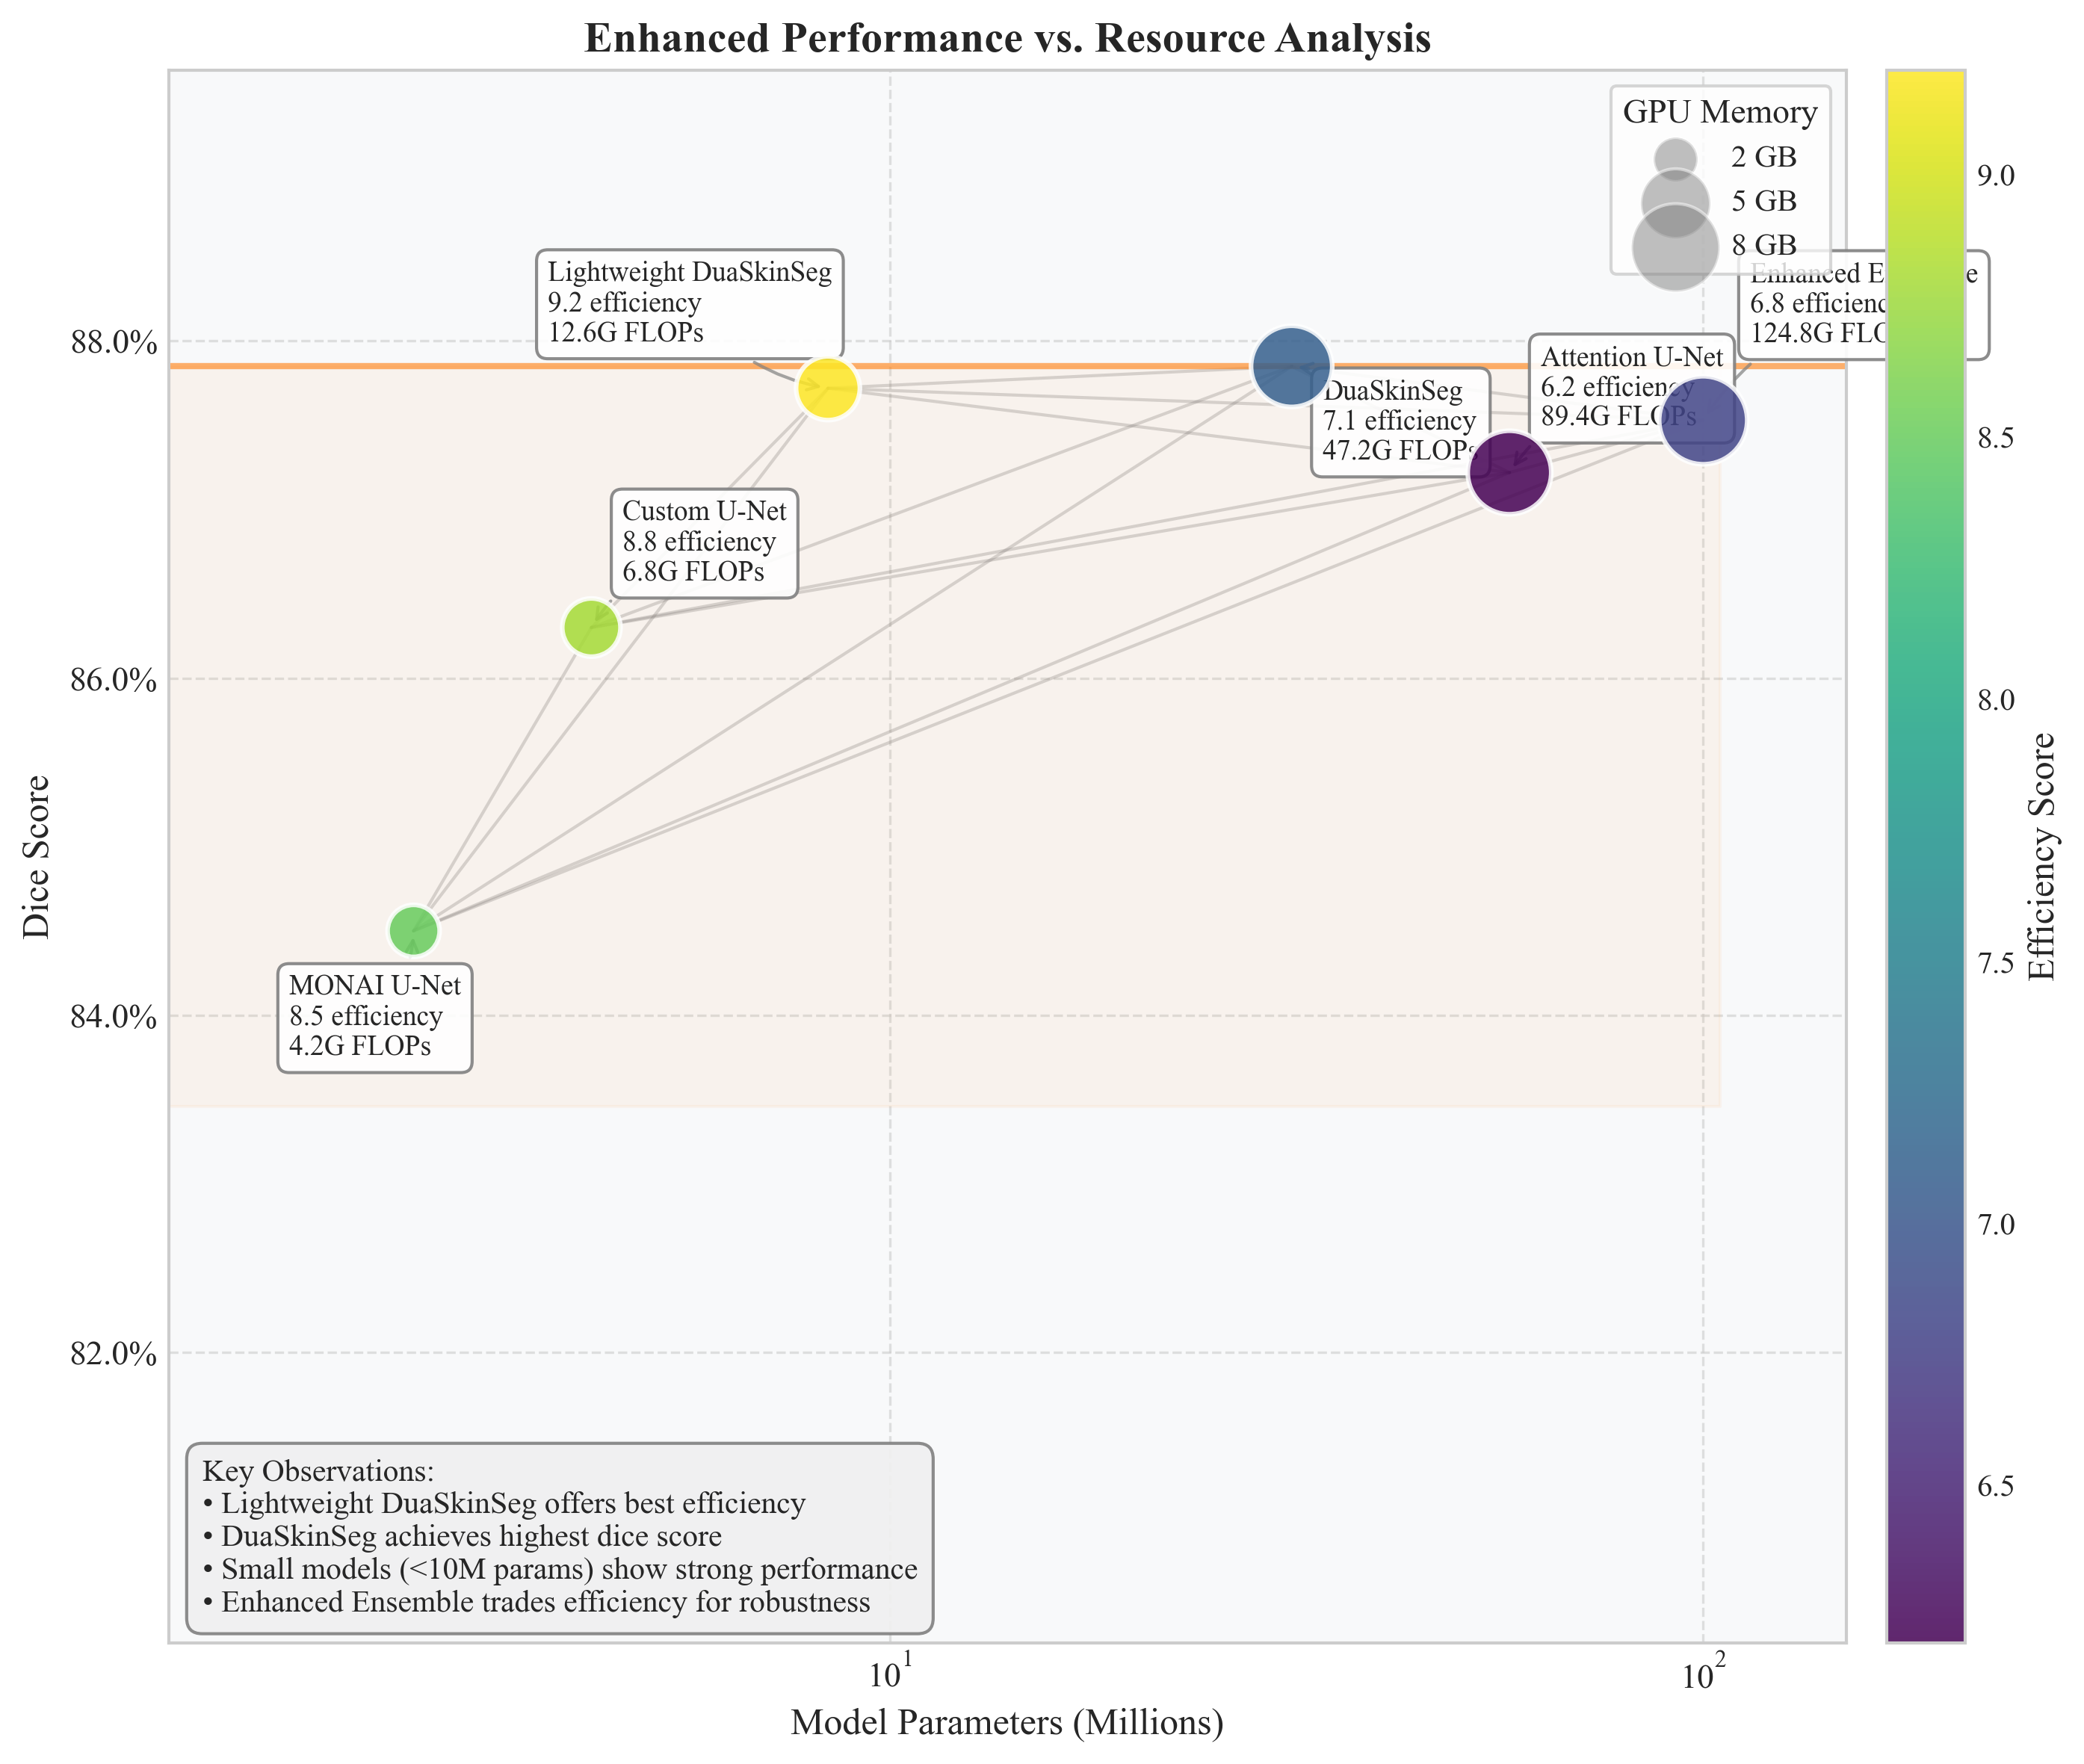 Enhanced Performance vs. Resource Analysis
GPU Memory
2 GB
5 GB
8 GB
Lightweight DuaSkinSeg
9.2 efficiency
12.6G FLOPs
Enhanced
6.8
124.8G
Attention U-Net
6.2 efficiency
89.4G FLOPs
DuaSkinSeg
7.1 efficiency
47.2G FLOPs
Custom U-Net
8.8 efficiency
6.8G FLOPs
MONAI U-Net
8.5 efficiency
4.2G FLOPs
88.0%
86.0%
84.0%
82.0%
Dice Score
Key Observations:
• Lightweight DuaSkinSeg offers best efficiency
• DuaSkinSeg achieves highest dice score
• Small models (<10M params) show strong performance
• Enhanced Ensemble trades efficiency for robustness
10¹
10²
Model Parameters (Millions)
9.0
8.5
8.0
7.5
7.0
6.5
Efficiency Score